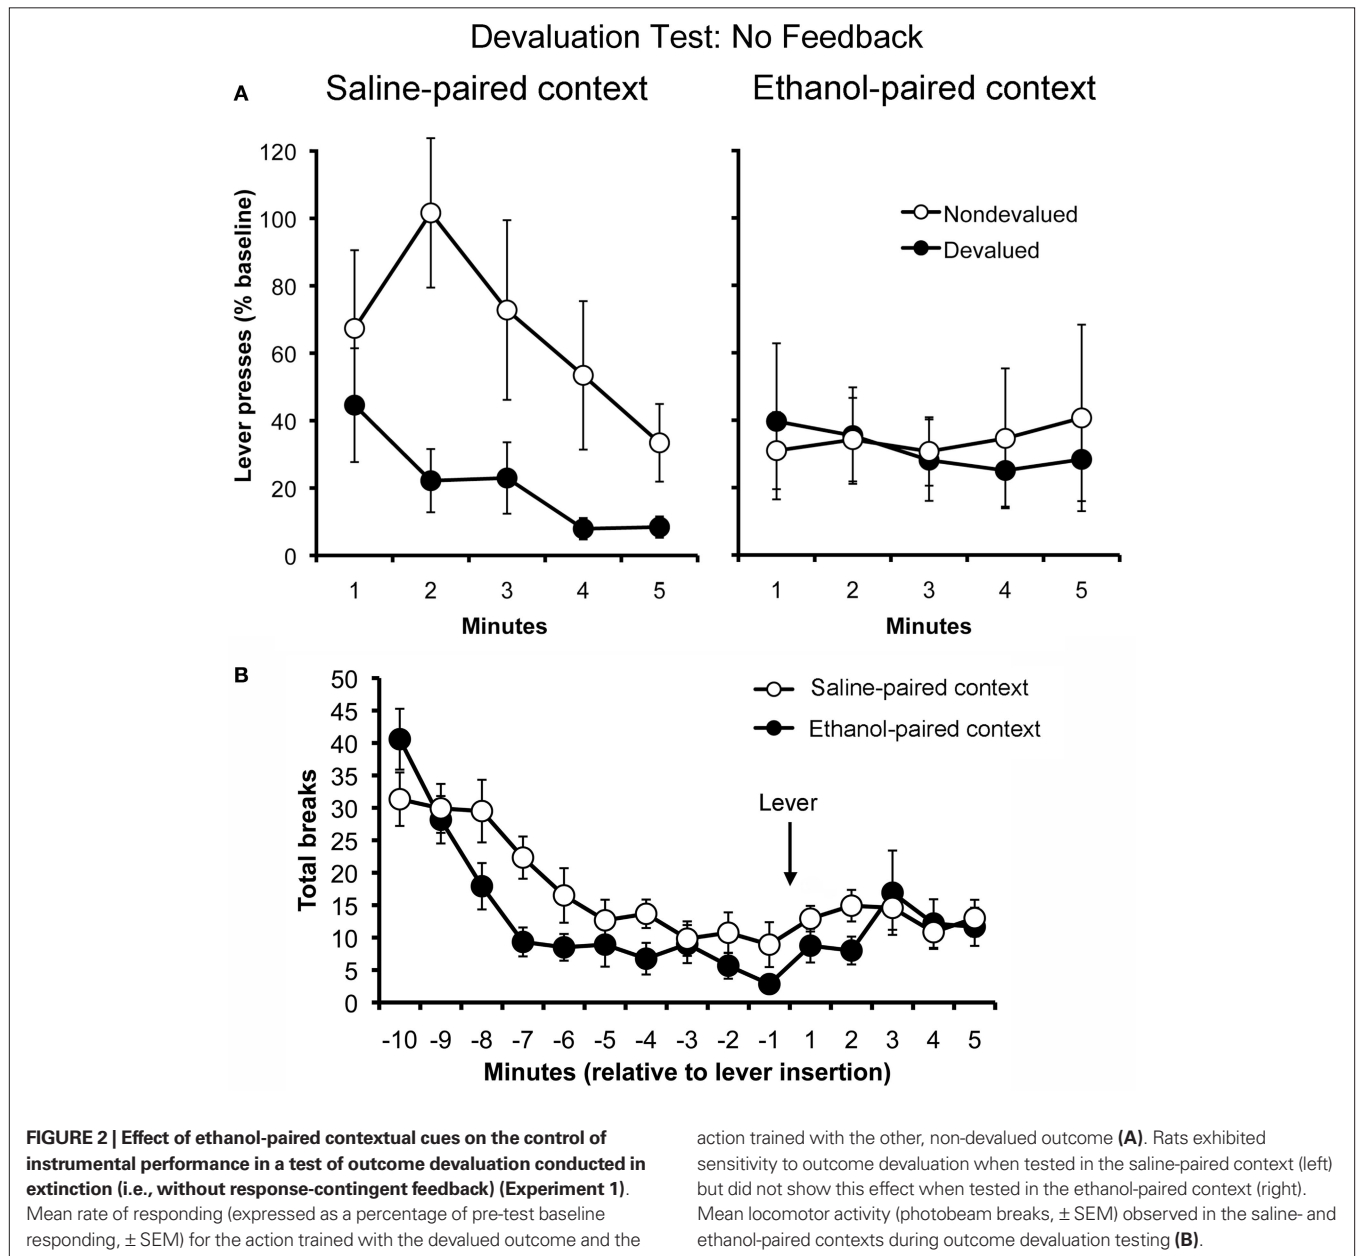 Devaluation Test: No Feedback
A
Saline-paired context
Ethanol-paired context
Lever presses (% baseline)
120
100
80
60
40
20
0
1 2 3 4 5
Minutes
Nondevalued
Devalued
1 2 3 4 5
Minutes
B
Total breaks
50
45
40
35
30
25
20
15
10
5
0
Saline-paired context
Ethanol-paired context
Lever
-10 -9 -8 -7 -6 -5 -4 -3 -2 -1 1 2 3 4 5
Minutes (relative to lever insertion)
FIGURE 2 | Effect of ethanol-paired contextual cues on the control of
instrumental performance in a test of outcome devaluation conducted in
extinction (i.e., without response-contingent feedback) (Experiment 1).
Mean rate of responding (expressed as a percentage of pre-test baseline
responding, ± SEM) for the action trained with the devalued outcome and the
action trained with the other, non-devalued outcome (A). Rats exhibited
sensitivity to outcome devaluation when tested in the saline-paired context (left)
but did not show this effect when tested in the ethanol-paired context (right).
Mean locomotor activity (photobeam breaks, ± SEM) observed in the saline- and
ethanol-paired contexts during outcome devaluation testing (B).